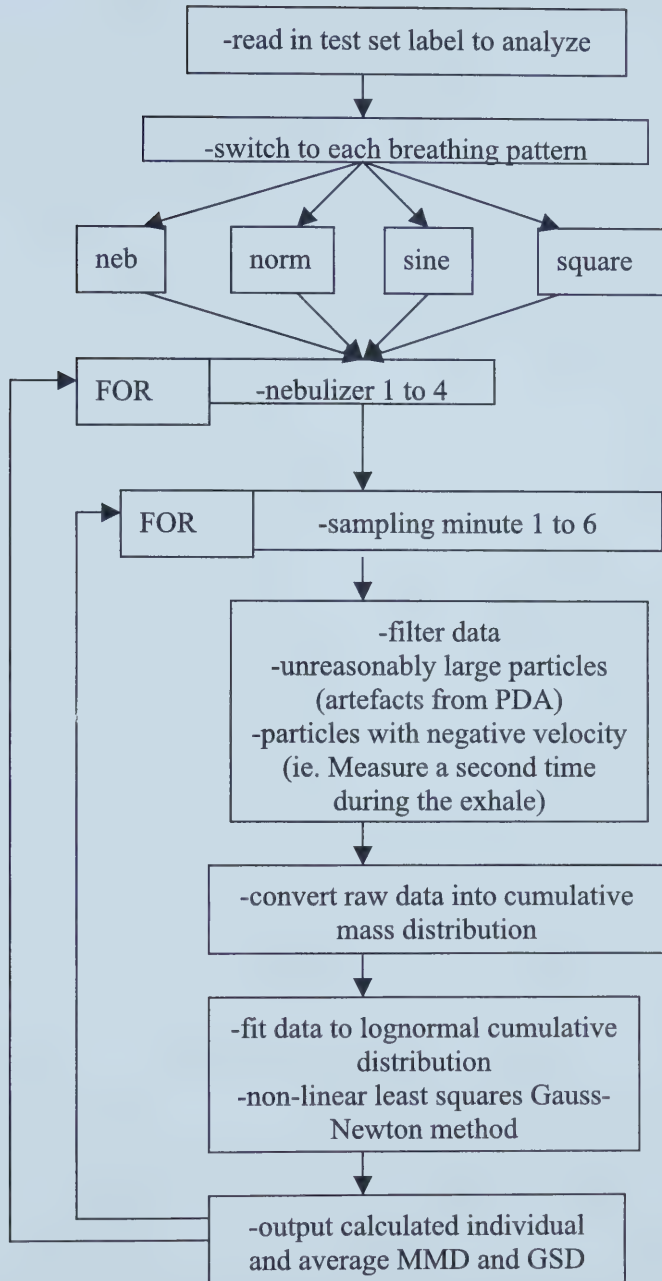 -read in test set label to analyze
-switch to each breathing pattern
neb
norm
sine
square
FOR
-nebulizer 1 to 4
FOR
-sampling minute 1 to 6
-filter data
-unreasonably large particles
(artefacts from PDA)
-particles with negative velocity
(ie. Measure a second time
during the exhale)
-convert raw data into cumulative
mass distribution
-fit data to lognormal cumulative
distribution
-non-linear least squares Gauss-
Newton method
-output calculated individual
and average MMD and GSD